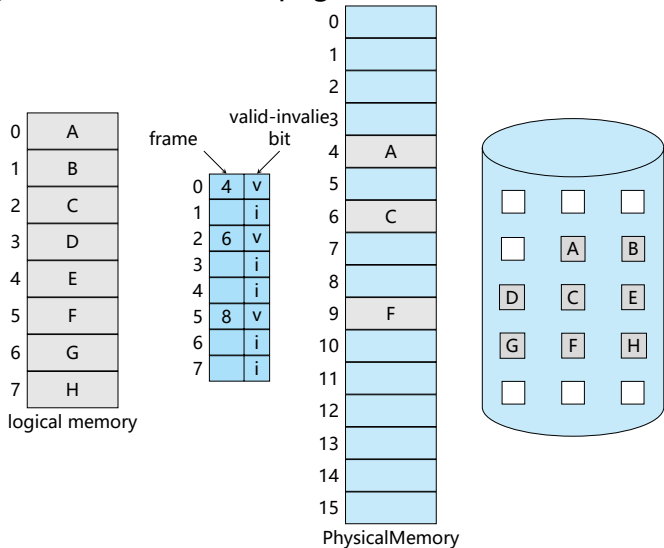 0 A
1 B
2 C
3 D
4 E
5 F
6 G
7 H
logical memory
frame
valid-invalie
bit
0 4 v
1 i
2 6 v
3 i
4 i
5 8 v
6 i
7 i
0
1
2
3
4 A
5
6 C
7
8
9 F
10
11
12
13
14
15
PhysicalMemory
A B
D C E
G F H